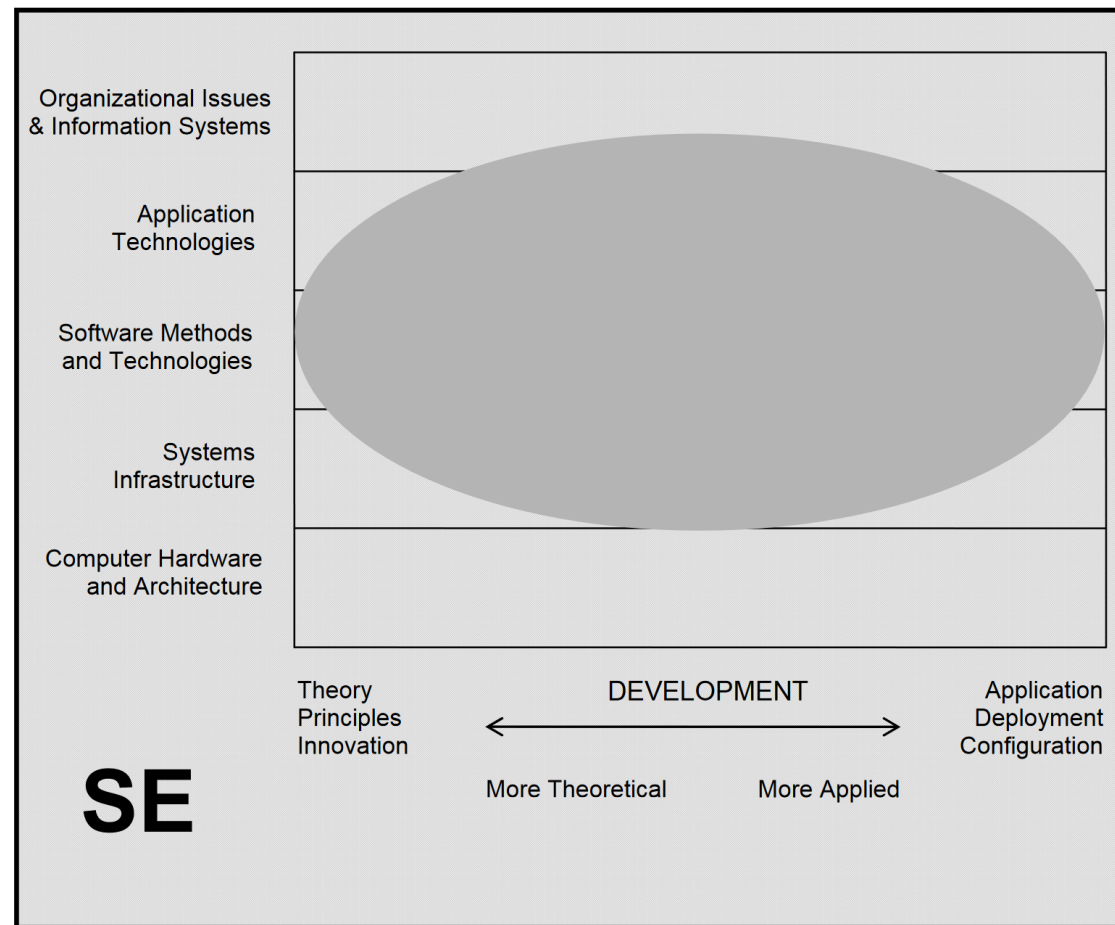 Organizational Issues
& Information Systems
Application
Technologies
Software Methods
and Technologies
Systems
Infrastructure
Computer Hardware
and Architecture
Theory
Principles
Innovation
DEVELOPMENT
Application
Deployment
Configuration
More Theoretical
More Applied
SE